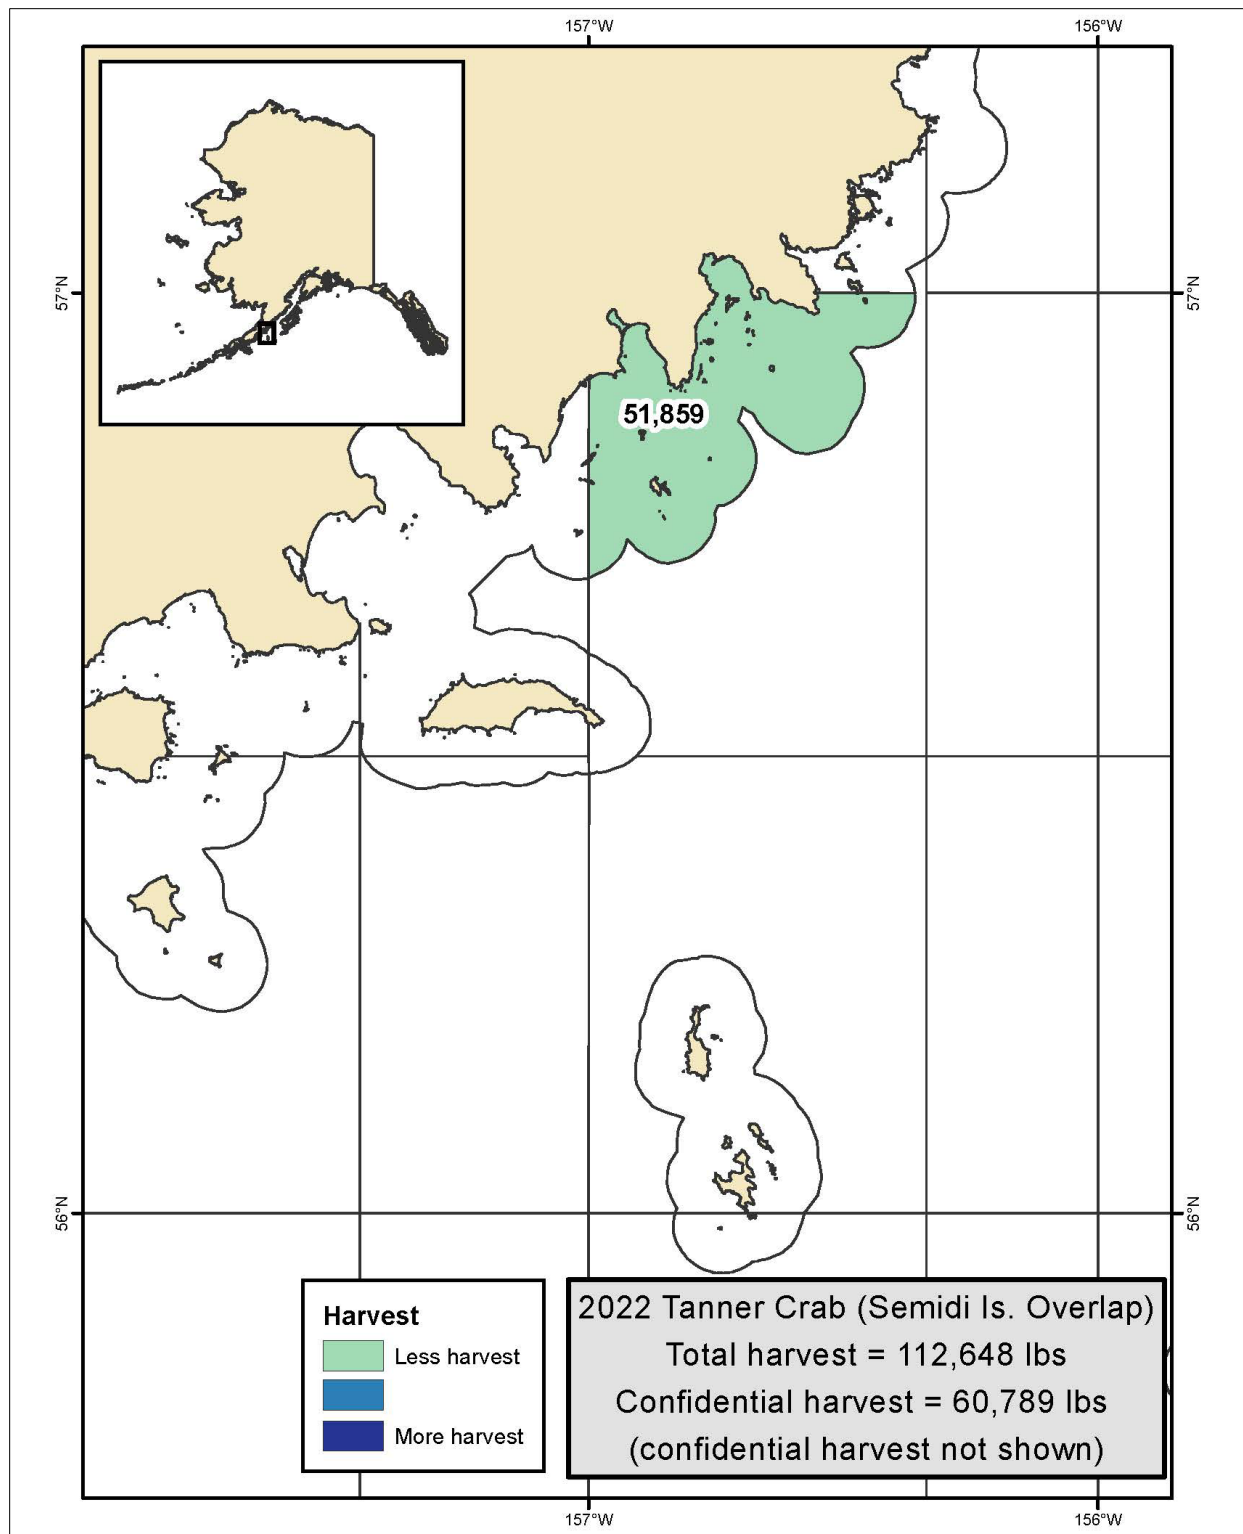 157°W
156°W
57°N
57°N
51,859
56°N
56°N
Harvest
Less harvest
More harvest
2022 Tanner Crab (Semidi Is. Overlap)
Total harvest = 112,648 lbs
Confidential harvest = 60,789 lbs
(confidential harvest not shown)
157°W
156°W